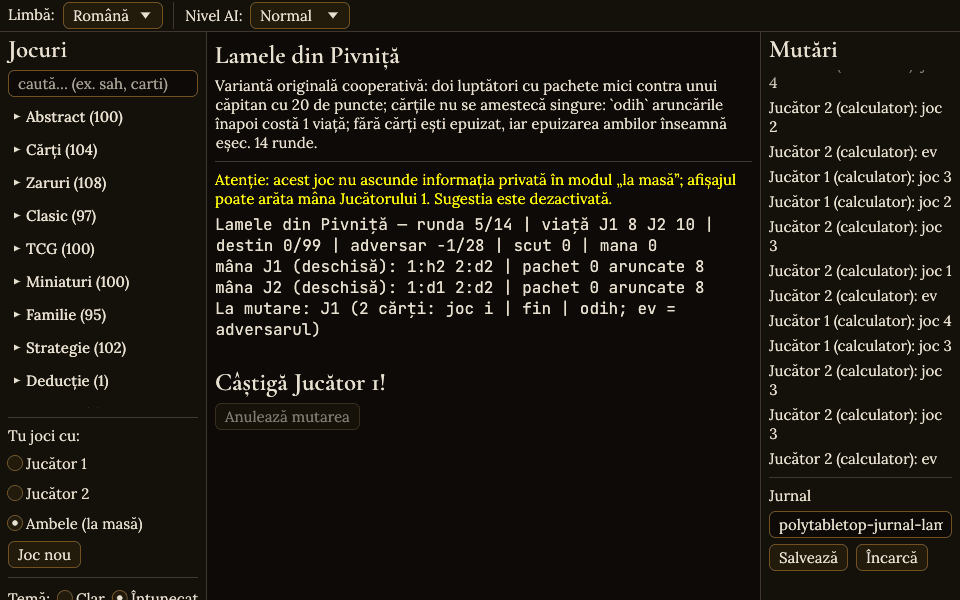 Limbă: Română ▼ Nivel AI: Normal ▼
Jocuri
caută... (ex. sah, carti)
▸ Abstract (100)
▸ Cărți (104)
▸ Zaruri (108)
▸ Clasic (97)
▸ TCG (100)
▸ Miniaturi (100)
▸ Familie (95)
▸ Strategie (102)
▸ Deducție (1)
Tu joci cu:
Jucător 1
Jucător 2
Ambele (la masă)
Joc nou
Temă: Clar Întunecat
Lamele din Pivniță
Variantă originală cooperativă: doi luptători cu pachete mici contra unui
căpitan cu 20 de puncte; cărțile nu se amestecă singure: `odih` aruncările
înapoi costă 1 viață; fără cărți ești epuizat, iar epuizarea ambilor înseamnă
eșec. 14 runde.
Atenție: acest joc nu ascunde informația privată în modul „la masă”; afișajul
poate arăta mâna Jucătorului 1. Sugestia este dezactivată.
Lamele din Pivniță — runda 5/14 | viață J1 8 J2 10 |
destin 0/99 | adversar -1/28 | scut 0 | mana 0
mâna J1 (deschisă): 1:h2 2:d2 | pachet 0 aruncate 8
mâna J2 (deschisă): 1:d1 2:d2 | pachet 0 aruncate 8
La mutare: J1 (2 cărți: joc i | fin | odih; ev =
adversarul)
Câștigă Jucător 1!
Anulează mutarea
Mutări
4
Jucător 2 (calculator): joc
2
Jucător 2 (calculator): ev
Jucător 1 (calculator): joc 3
Jucător 1 (calculator): joc 2
Jucător 2 (calculator): joc
3
Jucător 2 (calculator): joc 1
Jucător 2 (calculator): ev
Jucător 1 (calculator): joc 4
Jucător 1 (calculator): joc 3
Jucător 2 (calculator): joc
3
Jucător 2 (calculator): joc
3
Jucător 2 (calculator): ev
Jurnal
polytabletop-jurnal-lam
Salvează Încarcă